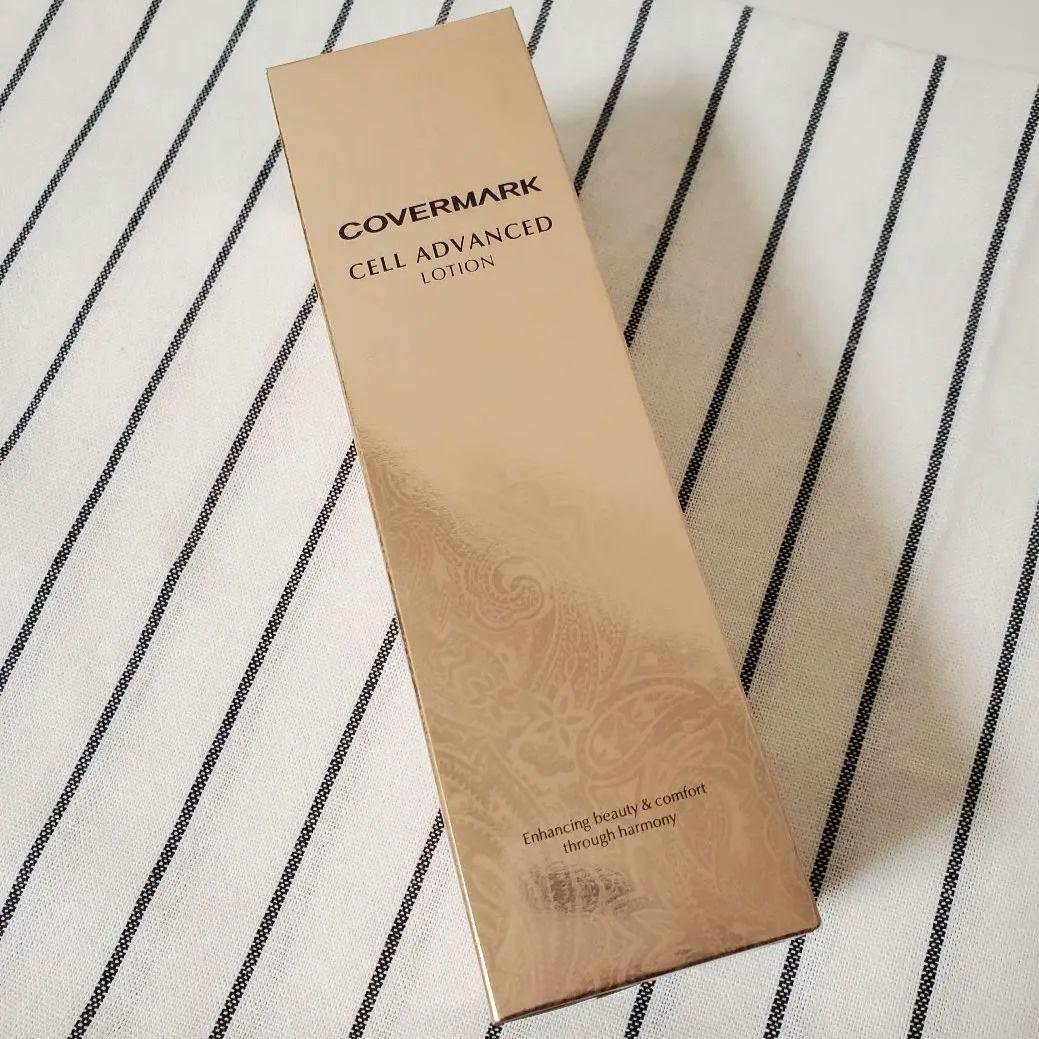 COVERMARK
CELL ADVANCED
LOTION
Enhancing beauty & comfort
through harmony